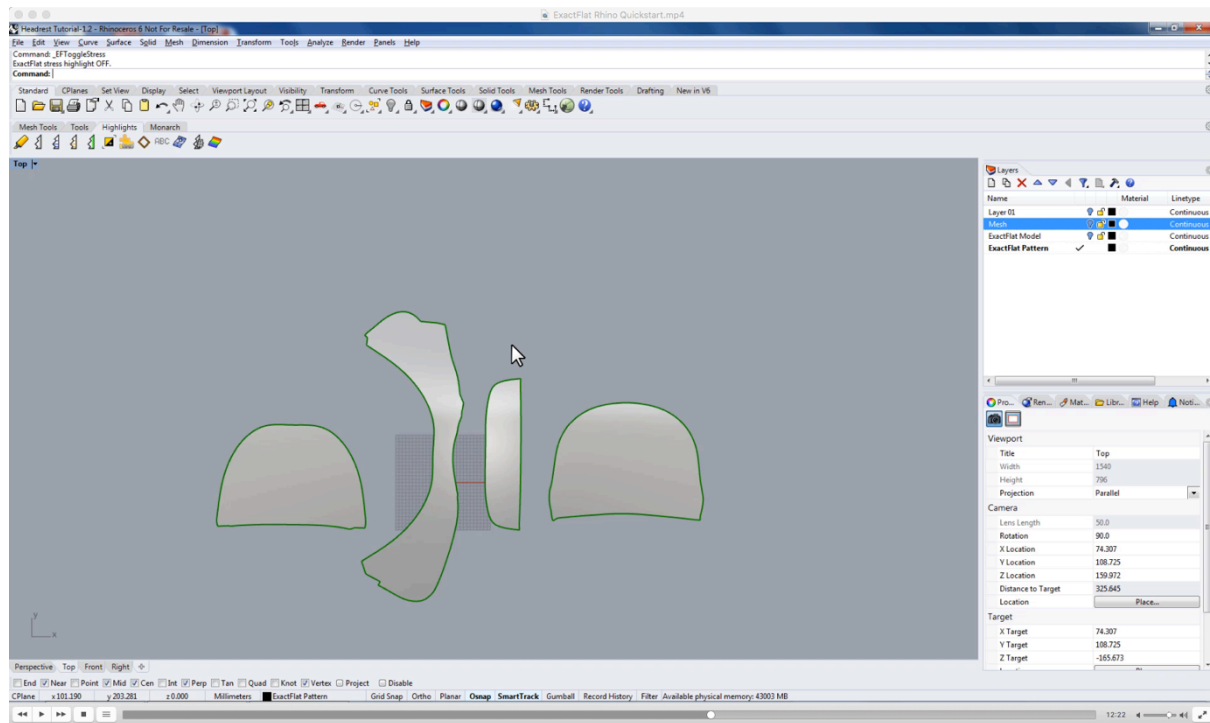 ExactFlat Rhino Quickstart.mp4
Headrest Tutorial-1.2 - Rhinoceros 6 Not For Resale - [Top]
File Edit View Curve Surface Solid Mesh Dimension Transform Tools Analyze Render Panels Help
Command: _EFToggleStress
ExactFlat stress highlight OFF.
Command:
Standard CPlanes Set View Display Select Viewport Layout Visibility Transform Curve Tools Surface Tools Solid Tools Mesh Tools Render Tools Drafting New in V6
Mesh Tools Tools Highlights Monarch
ABC
Top
Layers
Name Material Linetype
Layer 01 Continuous
Mesh Continuous
ExactFlat Model Continuous
ExactFlat Pattern Continuous
Pro... Ren... Mat... Libr... Help Noti...
Viewport
Title Top
Width 1540
Height 796
Projection Parallel
Camera
Lens Length 50.0
Rotation 90.0
X Location 74.307
Y Location 108.725
Z Location 159.972
Distance to Target 325.645
Location Place...
Target
X Target 74.307
Y Target 108.725
Z Target -165.673
y
x
Perspective Top Front Right
End Near Point Mid Cen Int Perp Tan Quad Knot Vertex Project Disable
CPlane x 101.190 y 203.281 z 0.000 Millimeters ExactFlat Pattern Grid Snap Ortho Planar Osnap SmartTrack Gumball Record History Filter Available physical memory: 43003 MB
12:22